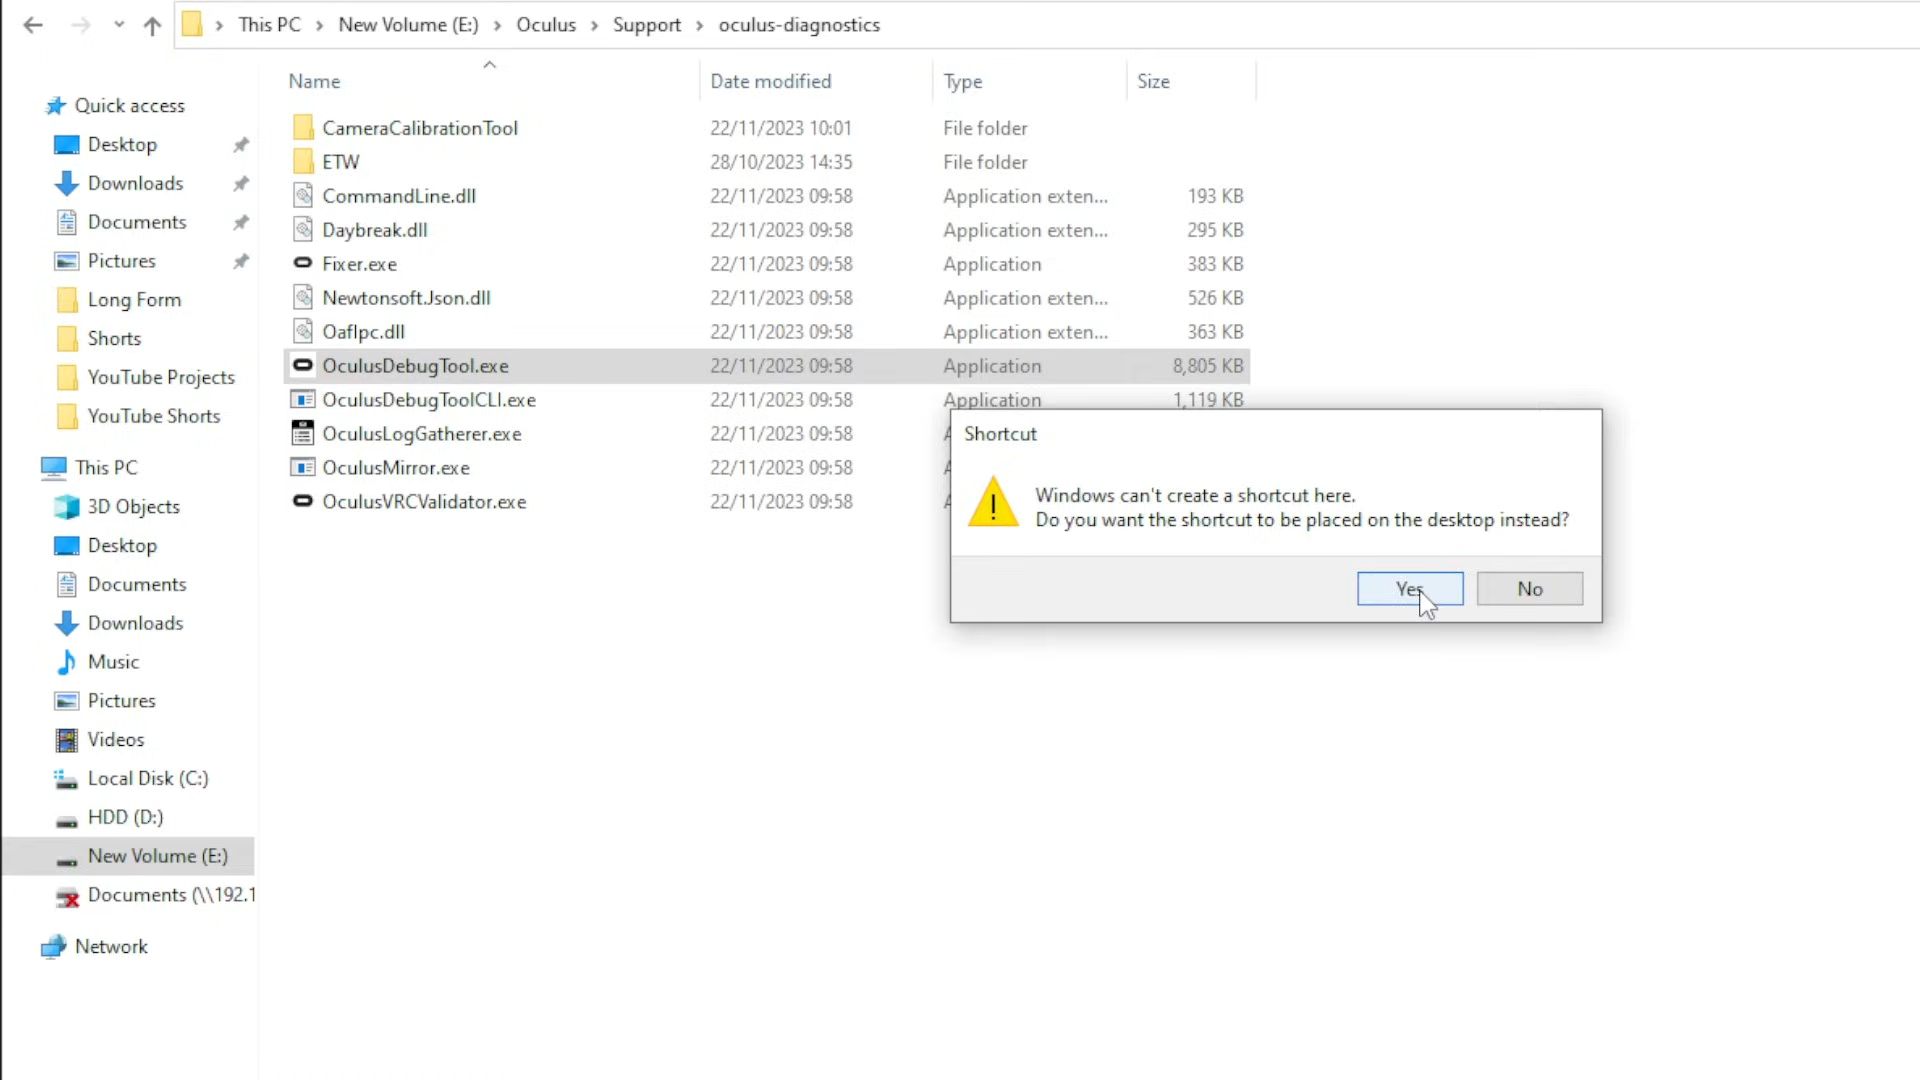 This PC > New Volume (E:) > Oculus > Support > oculus-diagnostics
Name Date modified Type Size
Quick access
Desktop
Downloads
Documents
Pictures
Long Form
Shorts
YouTube Projects
YouTube Shorts
This PC
3D Objects
Desktop
Documents
Downloads
Music
Pictures
Videos
Local Disk (C:)
HDD (D:)
New Volume (E:)
Documents (\\192.1
Network
CameraCalibrationTool 22/11/2023 10:01 File folder
ETW 28/10/2023 14:35 File folder
CommandLine.dll 22/11/2023 09:58 Application exten... 193 KB
Daybreak.dll 22/11/2023 09:58 Application exten... 295 KB
Fixer.exe 22/11/2023 09:58 Application 383 KB
Newtonsoft.Json.dll 22/11/2023 09:58 Application exten... 526 KB
OafIpc.dll 22/11/2023 09:58 Application exten... 363 KB
OculusDebugTool.exe 22/11/2023 09:58 Application 8,805 KB
OculusDebugToolCLI.exe 22/11/2023 09:58 Application 1,119 KB
OculusLogGatherer.exe 22/11/2023 09:58
OculusMirror.exe 22/11/2023 09:58
OculusVRCValidator.exe 22/11/2023 09:58
Shortcut
Windows can't create a shortcut here.
Do you want the shortcut to be placed on the desktop instead?
Yes No